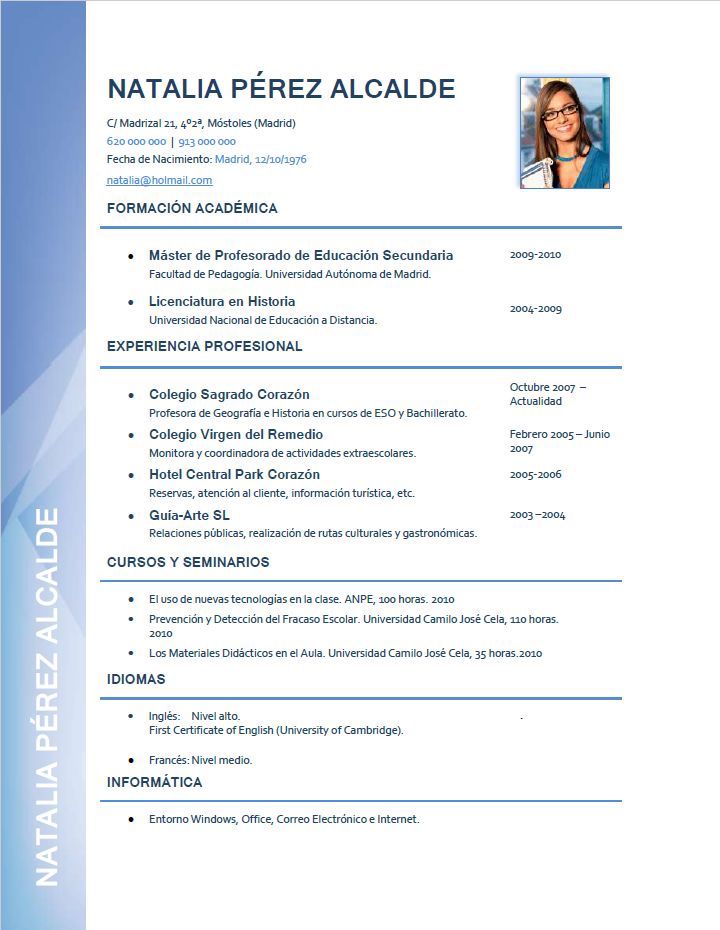 NATALIA PÉREZ ALCALDE
C/ Madrizal 21, 4º2ª, Móstoles (Madrid)
620 000 000 | 913 000 000
Fecha de Nacimiento: Madrid, 12/10/1976
natalia@holmail.com
FORMACIÓN ACADÉMICA
• Máster de Profesorado de Educación Secundaria 2009-2010
Facultad de Pedagogía. Universidad Autónoma de Madrid.
• Licenciatura en Historia 2004-2009
Universidad Nacional de Educación a Distancia.
EXPERIENCIA PROFESIONAL
• Colegio Sagrado Corazón Octubre 2007 –
Actualidad
Profesora de Geografía e Historia en cursos de ESO y Bachillerato.
• Colegio Virgen del Remedio Febrero 2005 – Junio
2007
Monitora y coordinadora de actividades extraescolares.
• Hotel Central Park Corazón 2005-2006
Reservas, atención al cliente, información turística, etc.
• Guía-Arte SL 2003 –2004
Relaciones públicas, realización de rutas culturales y gastronómicas.
CURSOS Y SEMINARIOS
• El uso de nuevas tecnologías en la clase. ANPE, 100 horas. 2010
• Prevención y Detección del Fracaso Escolar. Universidad Camilo José Cela, 110 horas.
2010
• Los Materiales Didácticos en el Aula. Universidad Camilo José Cela, 35 horas.2010
IDIOMAS
• Inglés: Nivel alto. .
First Certificate of English (University of Cambridge).
• Francés: Nivel medio.
INFORMÁTICA
• Entorno Windows, Office, Correo Electrónico e Internet.
NATALIA PÉREZ ALCALDE